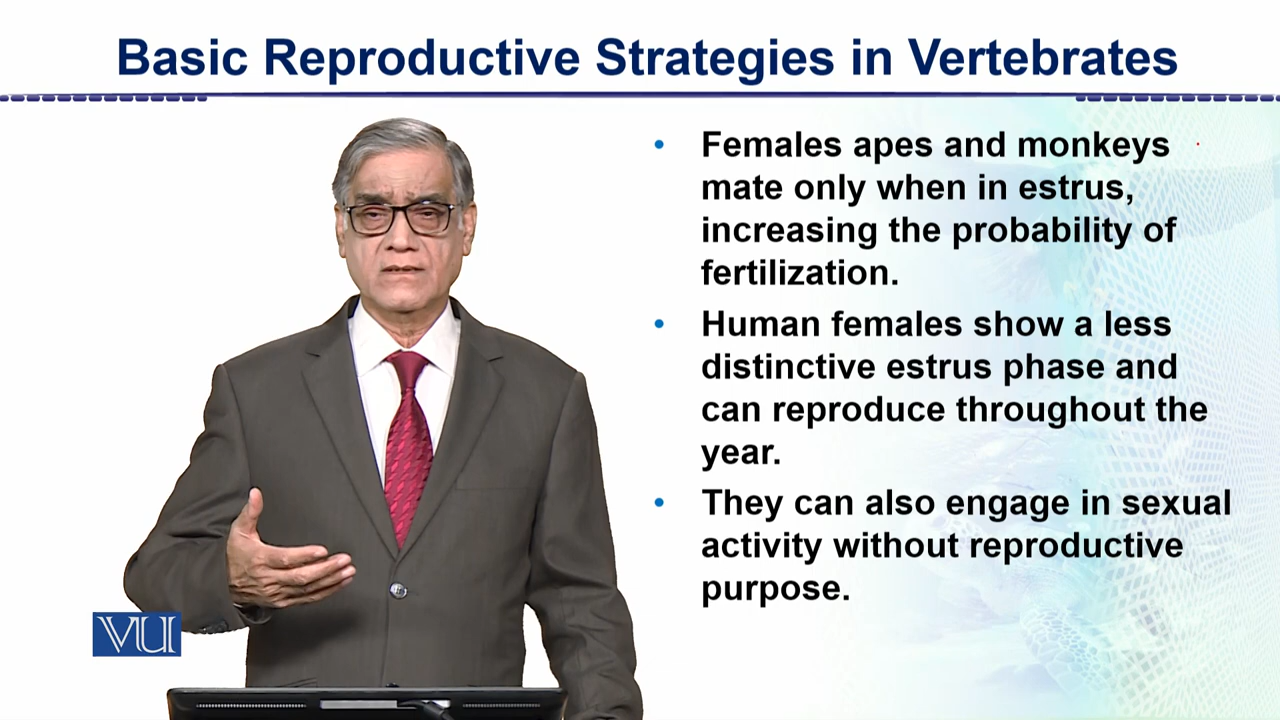 Basic Reproductive Strategies in Vertebrates
• Females apes and monkeys
mate only when in estrus,
increasing the probability of
fertilization.
• Human females show a less
distinctive estrus phase and
can reproduce throughout the
year.
• They can also engage in sexual
activity without reproductive
purpose.
VU